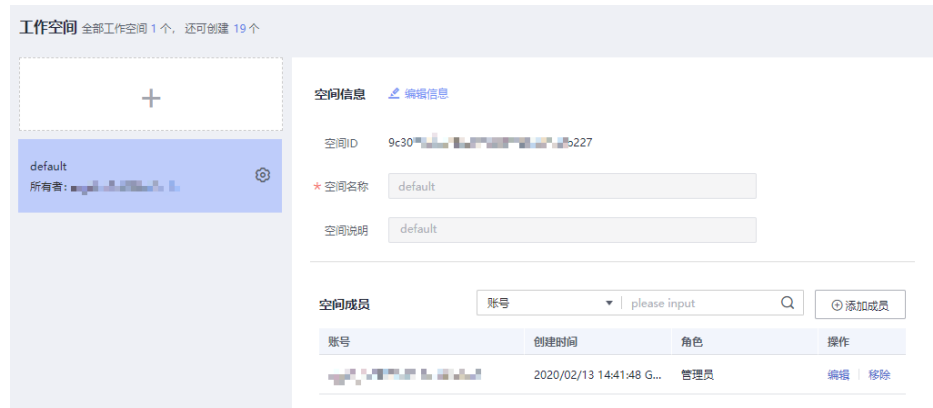 工作空间 全部工作空间 1 个, 还可创建 19 个
default
所有者:
空间信息 编辑信息
空间ID 9c30 b227
* 空间名称 default
空间说明 default
空间成员 账号 please input 添加成员
账号 创建时间 角色 操作
2020/02/13 14:41:48 G... 管理员 编辑 移除